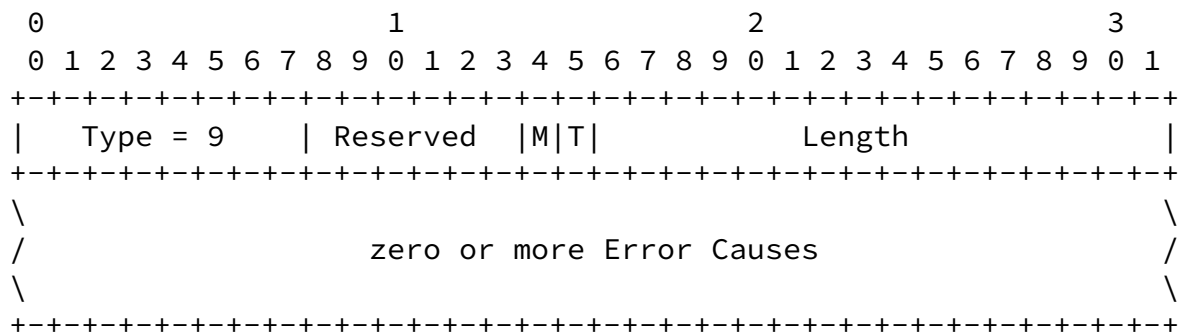 0                   1                   2                   3
 0 1 2 3 4 5 6 7 8 9 0 1 2 3 4 5 6 7 8 9 0 1 2 3 4 5 6 7 8 9 0 1
+-+-+-+-+-+-+-+-+-+-+-+-+-+-+-+-+-+-+-+-+-+-+-+-+-+-+-+-+-+-+-+-+
|   Type = 9    | Reserved  |M|T|           Length              |
+-+-+-+-+-+-+-+-+-+-+-+-+-+-+-+-+-+-+-+-+-+-+-+-+-+-+-+-+-+-+-+-+
\                                                               \
/                   zero or more Error Causes                   /
\                                                               \
+-+-+-+-+-+-+-+-+-+-+-+-+-+-+-+-+-+-+-+-+-+-+-+-+-+-+-+-+-+-+-+-+